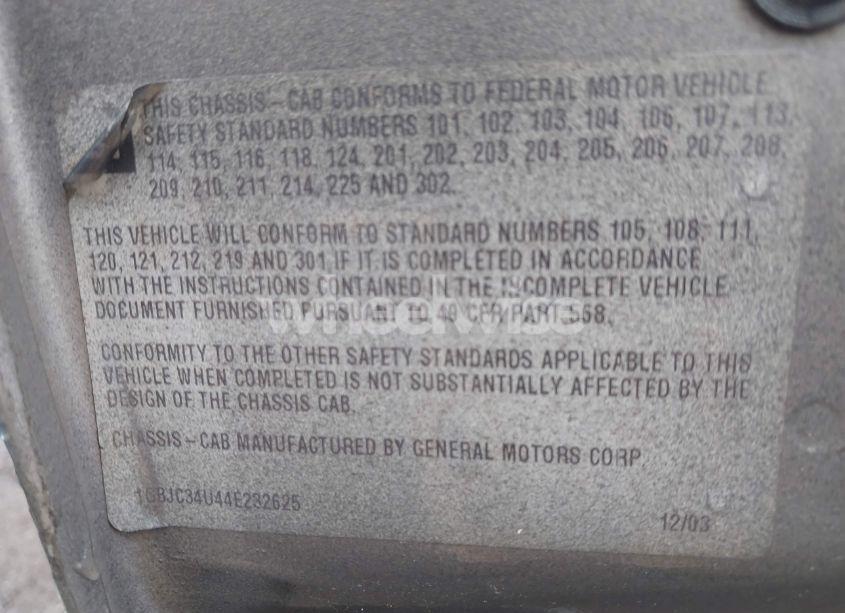 THIS CHASSIS-CAB CONFORMS TO FEDERAL MOTOR VEHICLE
SAFETY STANDARD NUMBERS 101, 102, 103, 104, 106, 107, 113,
114, 115, 116, 118, 124, 201, 202, 203, 204, 205, 206, 207, 208,
209, 210, 211, 214, 225 AND 302.
THIS VEHICLE WILL CONFORM TO STANDARD NUMBERS 105, 108, 111,
120, 121, 212, 219 AND 301 IF IT IS COMPLETED IN ACCORDANCE
WITH THE INSTRUCTIONS CONTAINED IN THE INCOMPLETE VEHICLE
DOCUMENT FURNISHED PURSUANT TO 49 CFR PART 568.
wheelwise
CONFORMITY TO THE OTHER SAFETY STANDARDS APPLICABLE TO THIS
VEHICLE WHEN COMPLETED IS NOT SUBSTANTIALLY AFFECTED BY THE
DESIGN OF THE CHASSIS CAB.
CHASSIS-CAB MANUFACTURED BY GENERAL MOTORS CORP
1GBJC34U44E232625
12/03